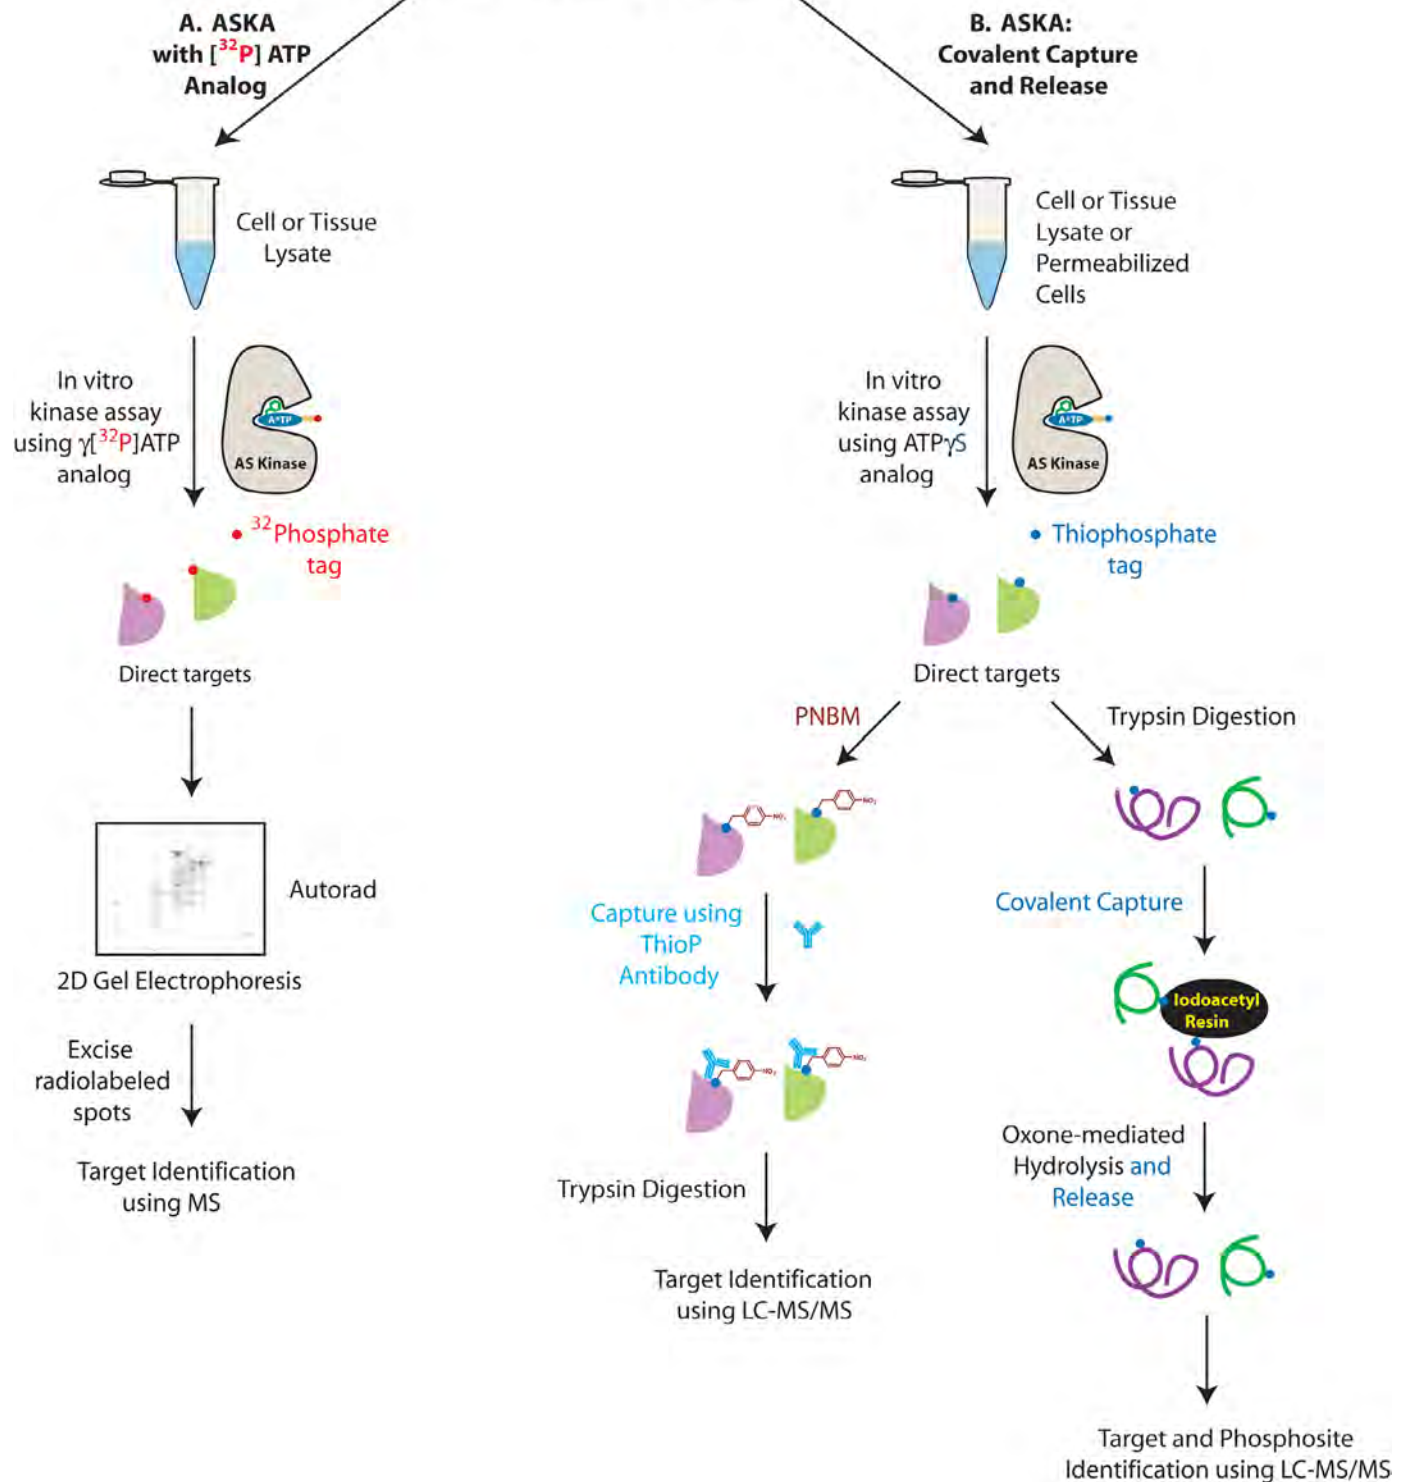 A. ASKA
with [³²P] ATP
Analog
Cell or Tissue
Lysate
In vitro
kinase assay
using γ[³²P]ATP
analog
A*TP
AS Kinase
³²Phosphate
tag
Direct targets
Autorad
2D Gel Electrophoresis
Excise
radiolabeled
spots
Target Identification
using MS
B. ASKA:
Covalent Capture
and Release
Cell or Tissue
Lysate or
Permeabilized
Cells
In vitro
kinase assay
using ATPγS
analog
A*TP
AS Kinase
Thiophosphate
tag
Direct targets
PNBM
NO₂
NO₂
Capture using
ThioP
Antibody
NO₂
NO₂
Trypsin Digestion
Target Identification
using LC-MS/MS
Trypsin Digestion
Covalent Capture
Iodoacetyl
Resin
Oxone-mediated
Hydrolysis and
Release
Target and Phosphosite
Identification using LC-MS/MS